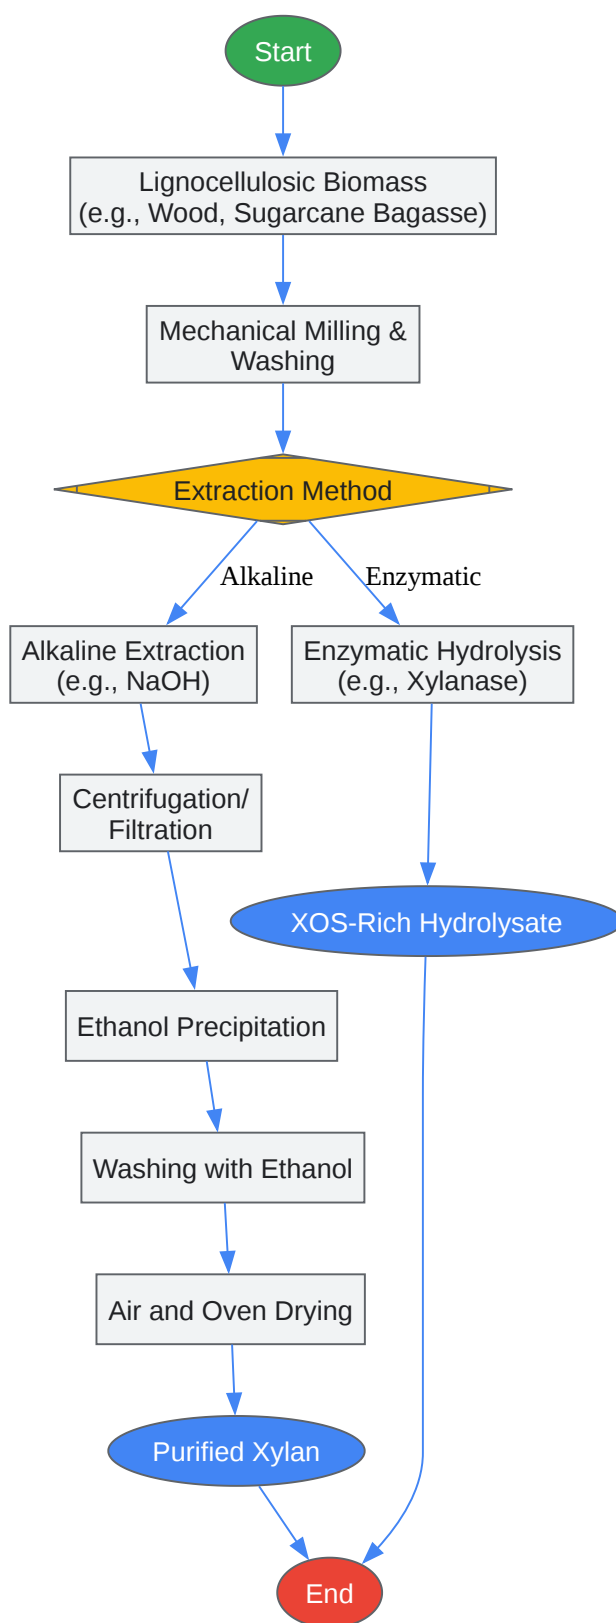 Start
Lignocellulosic Biomass
(e.g., Wood, Sugarcane Bagasse)
Mechanical Milling &
Washing
Extraction Method
Alkaline
Enzymatic
Alkaline Extraction
(e.g., NaOH)
Enzymatic Hydrolysis
(e.g., Xylanase)
Centrifugation/
Filtration
XOS-Rich Hydrolysate
Ethanol Precipitation
Washing with Ethanol
Air and Oven Drying
Purified Xylan
End